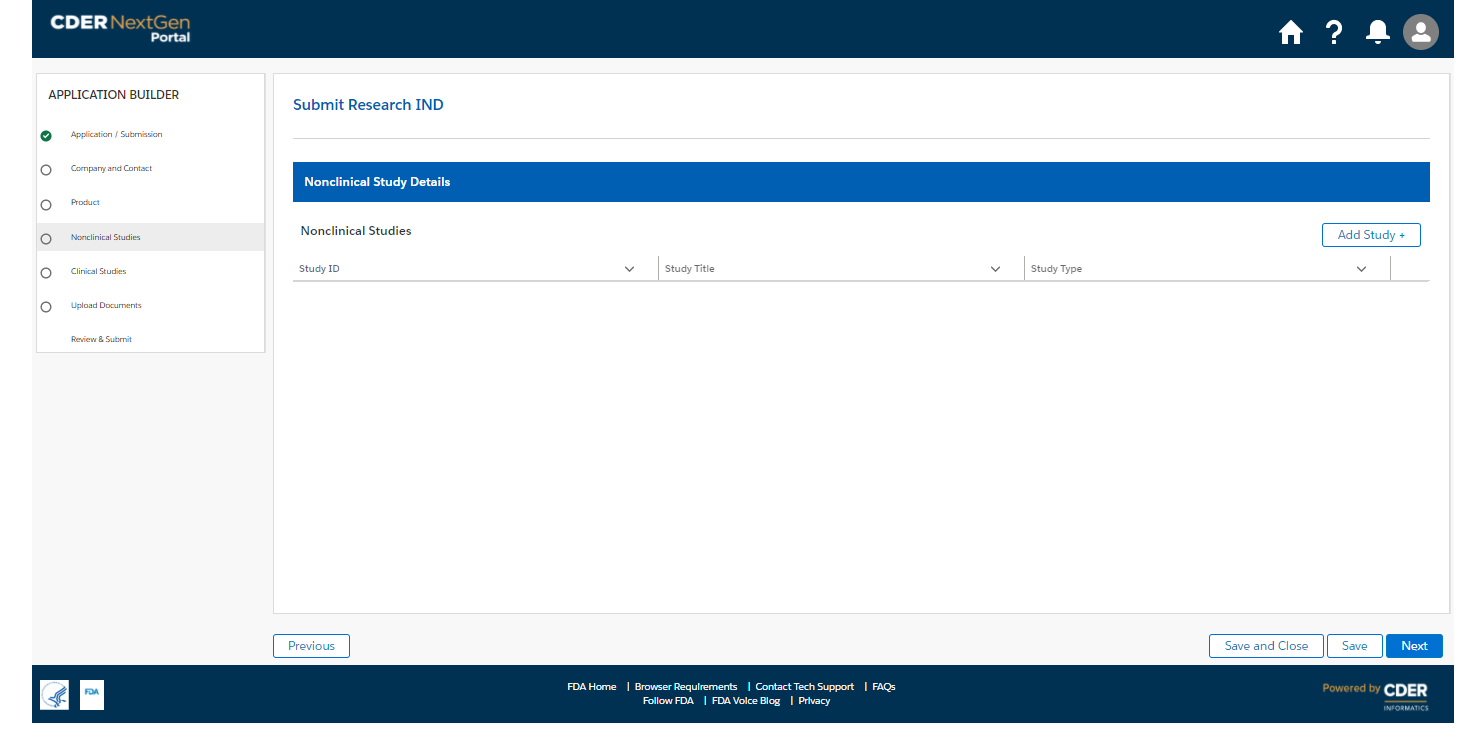 CDER NextGen
Portal
?
APPLICATION BUILDER
Application / Submission
Company and Contact
Product
Nonclinical Studies
Clinical Studies
Upload Documents
Review & Submit
Submit Research IND
Nonclinical Study Details
Nonclinical Studies
Add Study +
Study ID
Study Title
Study Type
Previous
Save and Close
Save
Next
FDA
FDA Home | Browser Requirements | Contact Tech Support | FAQs
Follow FDA | FDA Voice Blog | Privacy
Powered by CDER
INFORMATICS